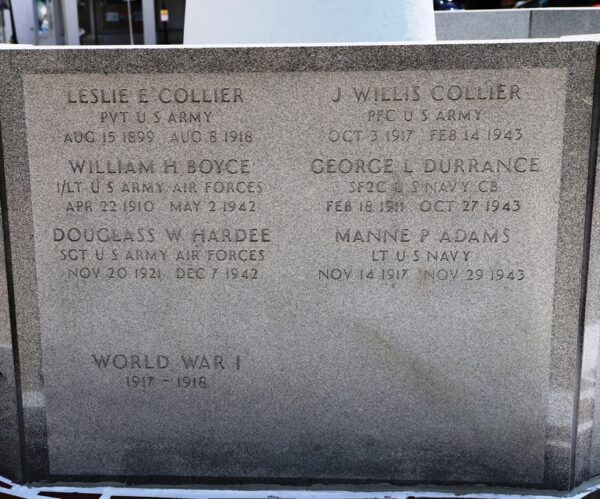 LESLIE E COLLIER
PVT U S ARMY
AUG 15 1899 AUG 8 1918
WILLIAM H BOYCE
1/LT U S ARMY AIR FORCES
APR 22 1910 MAY 2 1942
DOUGLASS W HARDEE
SGT U S ARMY AIR FORCES
NOV 20 1921 DEC 7 1942
WORLD WAR I
1917 - 1918
J WILLIS COLLIER
PFC U S ARMY
OCT 3 1917 FEB 14 1943
GEORGE L DURRANCE
SF2C U S NAVY CB
FEB 18 1911 OCT 27 1943
MANNE P ADAMS
LT U S NAVY
NOV 14 1917 NOV 29 1943